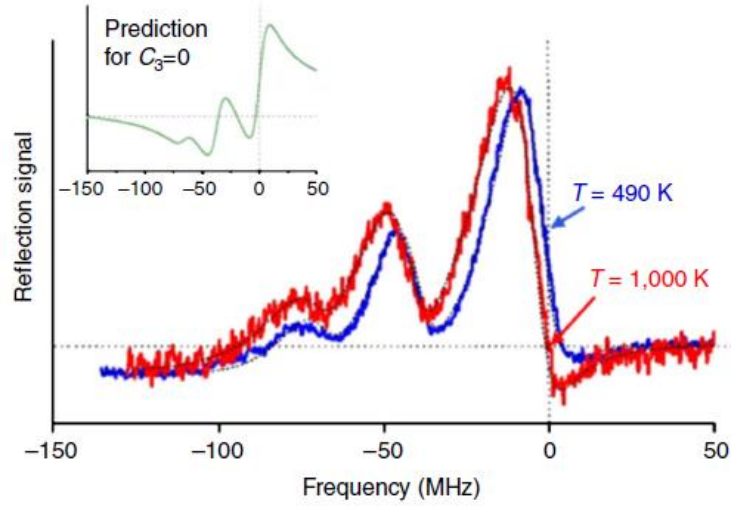 Prediction
for C₃=0
−150
−100
−50
0
50
Reflection signal
T = 490 K
T = 1,000 K
−150
−100
−50
0
50
Frequency (MHz)